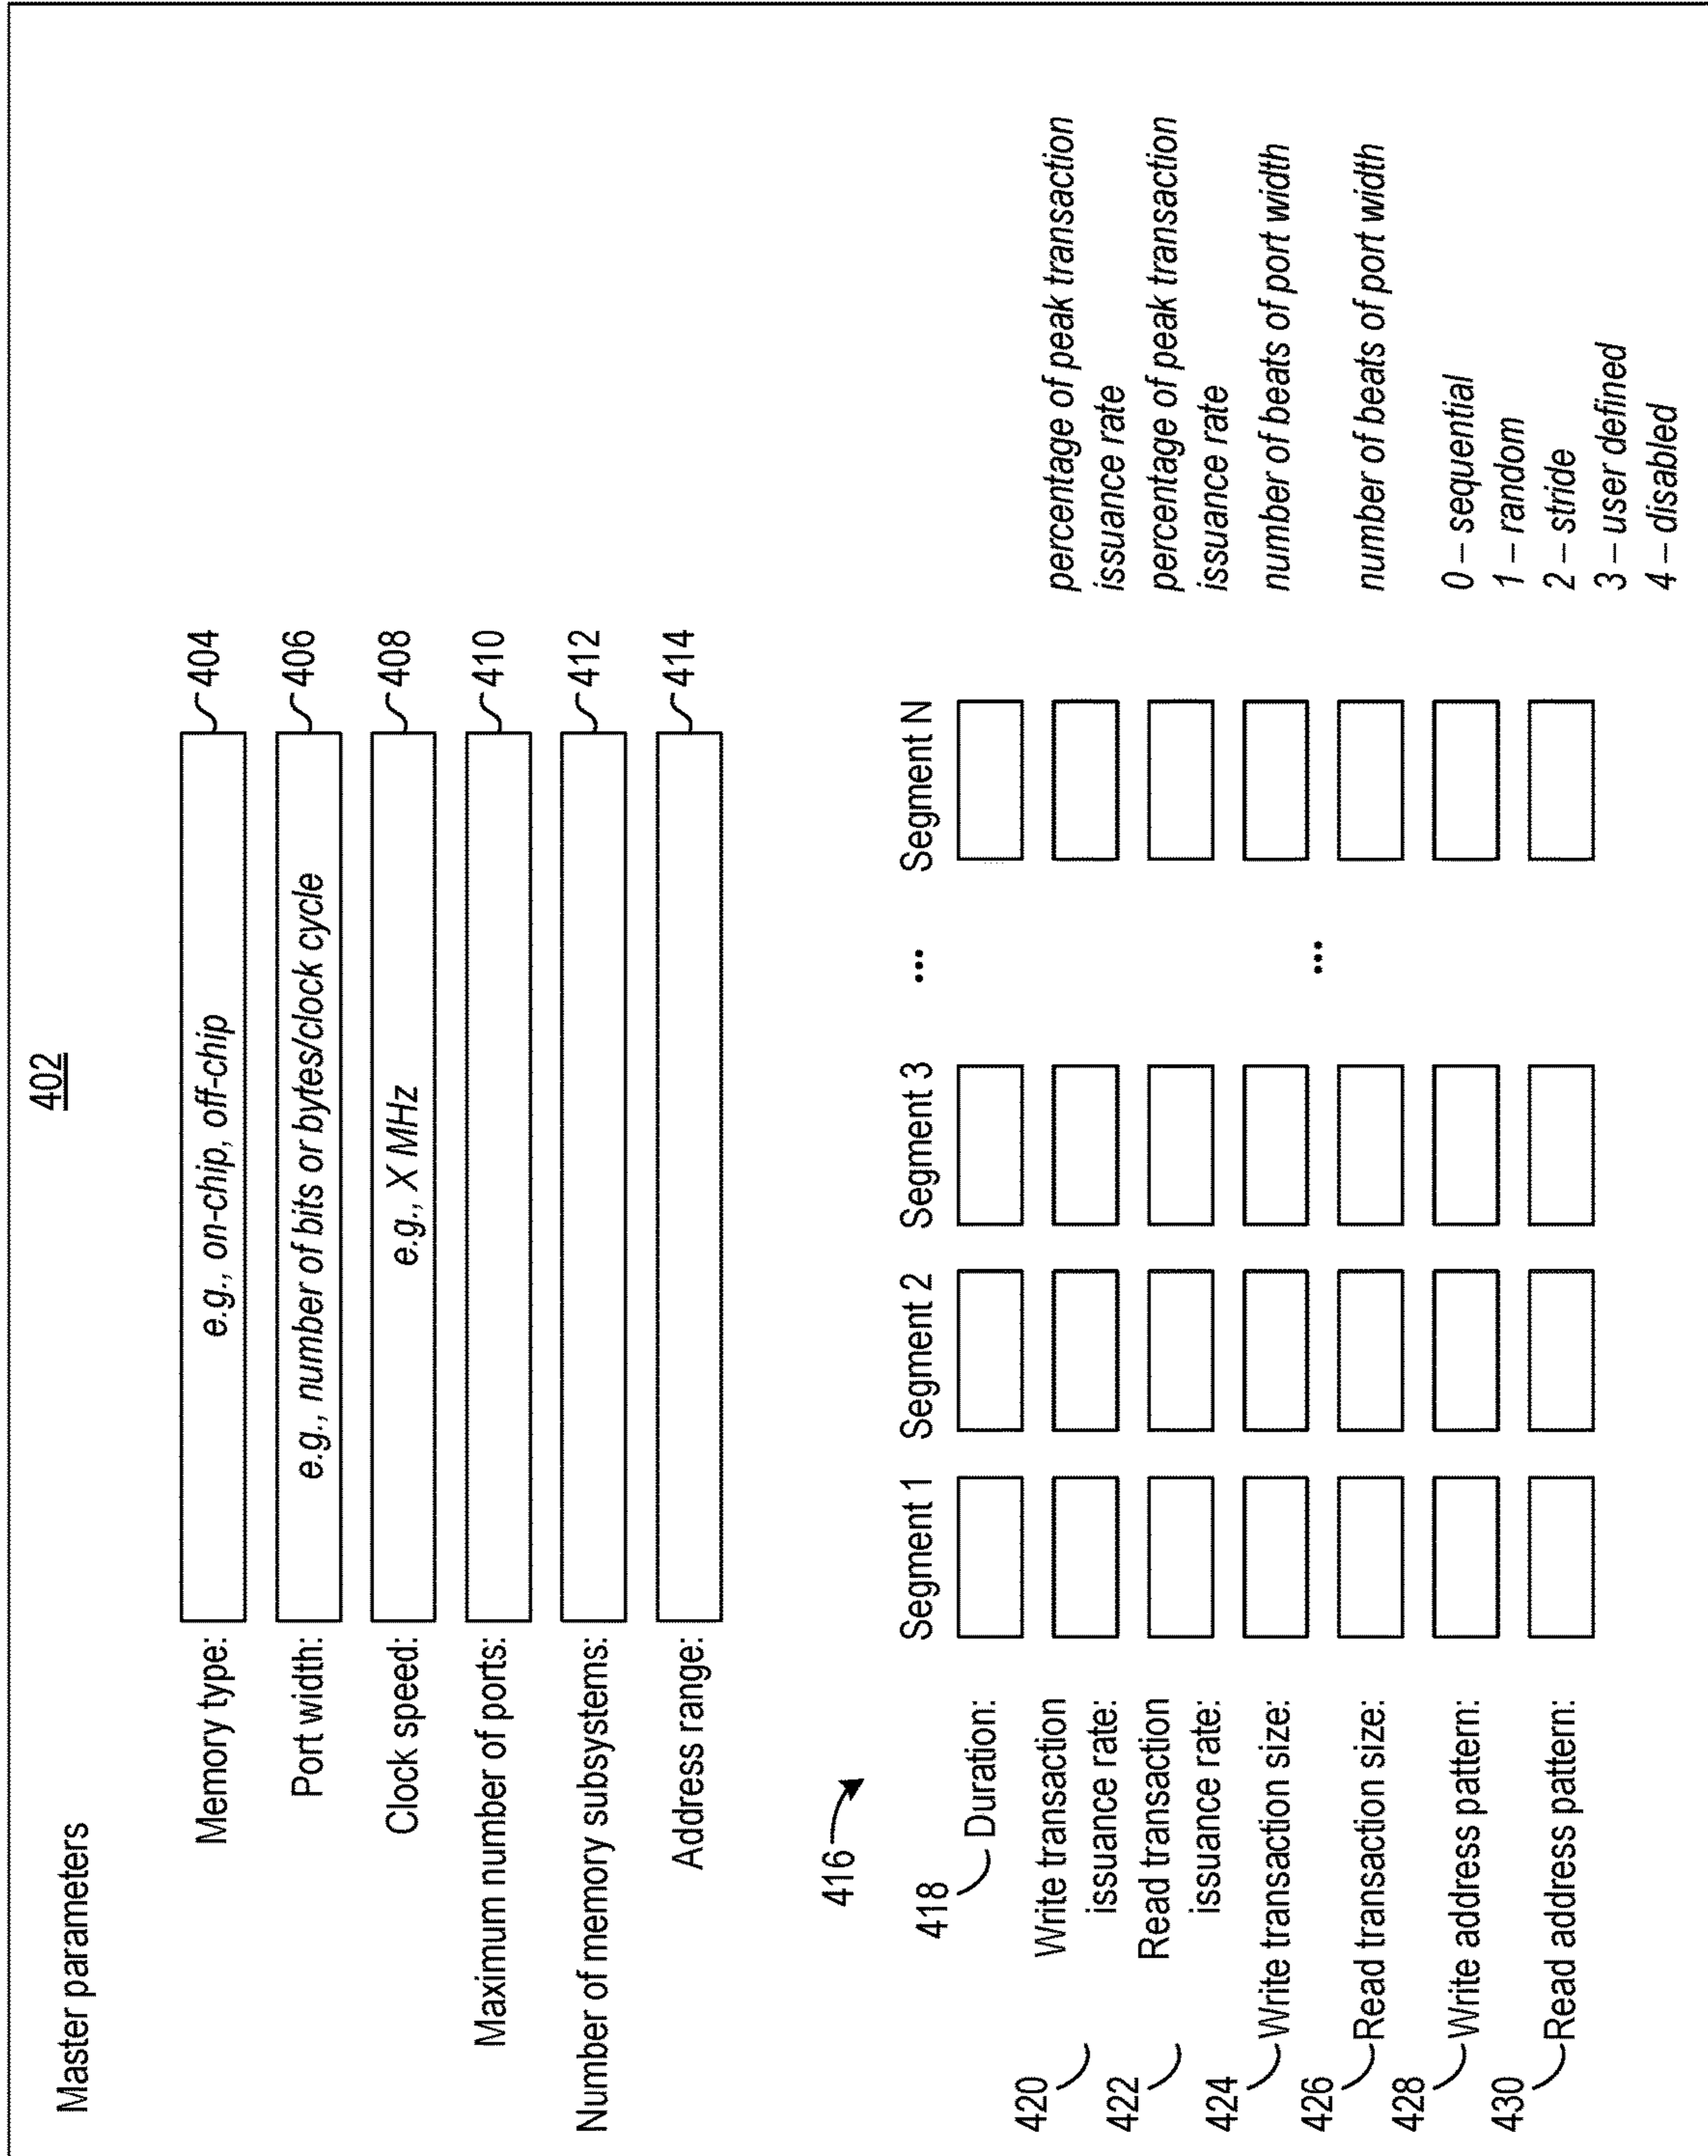 402
Master parameters
Memory type: e.g., on-chip, off-chip 404
Port width: e.g., number of bits or bytes/clock cycle 406
Clock speed: e.g., X MHz 408
Maximum number of ports: 410
Number of memory subsystems: 412
Address range: 414
416
Segment 1 Segment 2 Segment 3 ... Segment N
418 Duration:
420 Write transaction percentage of peak transaction
issuance rate: issuance rate
422 Read transaction percentage of peak transaction
issuance rate: issuance rate
424 Write transaction size: ... number of beats of port width
426 Read transaction size: number of beats of port width
428 Write address pattern: 0 – sequential
1 – random
430 Read address pattern: 2 – stride
3 – user defined
4 – disabled